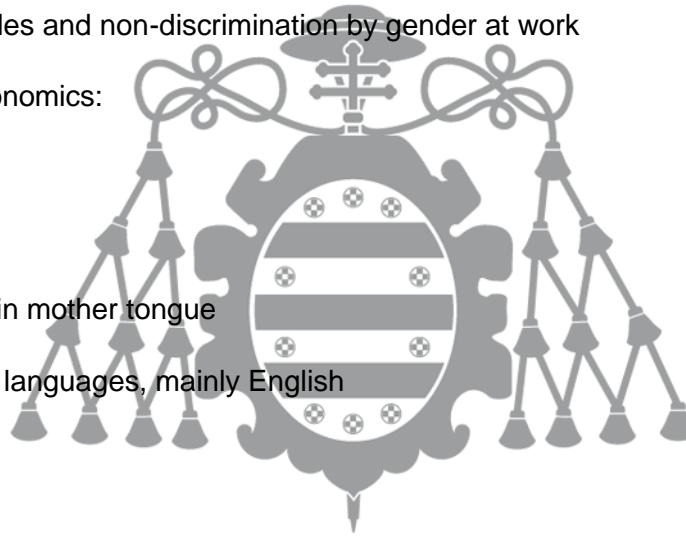 les and non-discrimination by gender at work
onomics:
in mother tongue
languages, mainly English